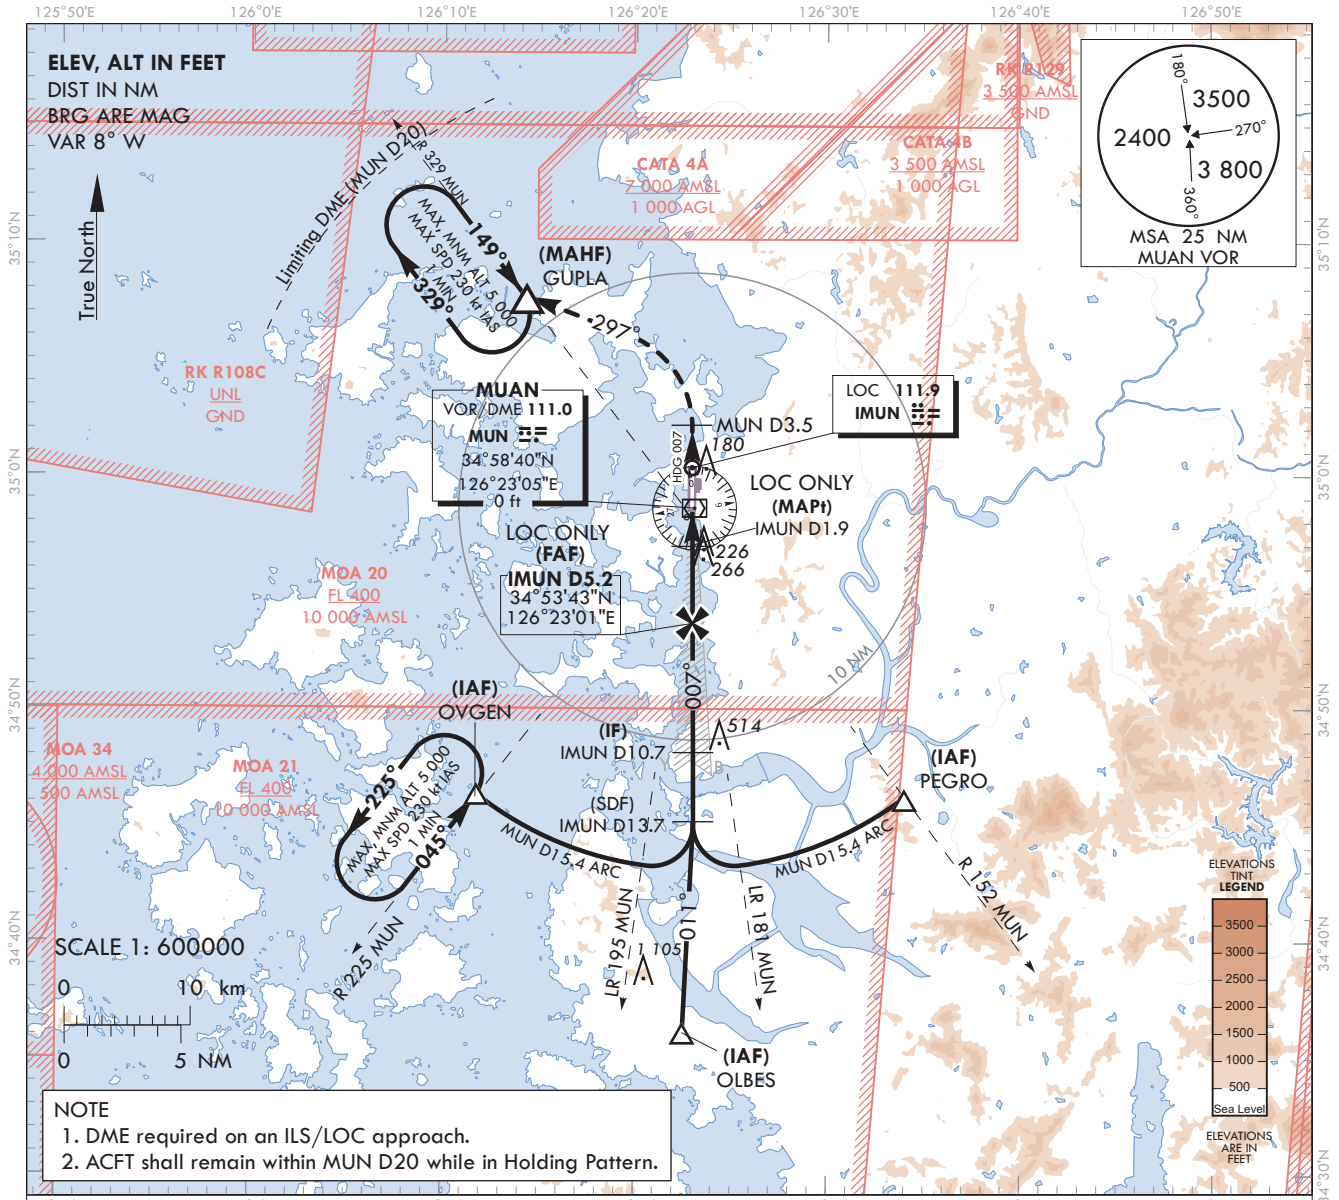 125°50'E
126°0'E
126°10'E
126°20'E
126°30'E
126°40'E
126°50'E
ELEV, ALT IN FEET
DIST IN NM
BRG ARE MAG
VAR 8° W
True North
35°10'N
35°0'N
34°50'N
34°40'N
35°10'N
35°0'N
34°50'N
34°40'N
34°30'N
Limiting DME (MUN D20)
R 329 MUN
149°
MAX, MNM ALT 5 000
MAX SPD 230 kt IAS
1 MIN
329°
(MAHF)
GUPLA
297°
CATA 4A
7 000 AMSL
1 000 AGL
CATA 4B
3 500 AMSL
1 000 AGL
RK R129
3 500 AMSL
GND
180°
3500
270°
2400
3 800
360°
MSA 25 NM
MUAN VOR
RK R108C
UNL
GND
MUAN
VOR/DME 111.0
MUN
34°58'40"N
126°23'05"E
0 ft
LOC 111.9
IMUN
MUN D3.5
180
HDG 007
LOC ONLY
(MAPt)
IMUN D1.9
226
266
LOC ONLY
(FAF)
IMUN D5.2
34°53'43"N
126°23'01"E
MOA 20
FL 400
10 000 AMSL
10 NM
007°
(IAF)
OVGEN
(IF)
IMUN D10.7
514
B
(SDF)
IMUN D13.7
(IAF)
PEGRO
MOA 34
4 000 AMSL
500 AMSL
MOA 21
FL 400
10 000 AMSL
225°
MAX, MNM ALT 5 000
MAX SPD 230 kt IAS
1 MIN
045°
MUN D15.4 ARC
MUN D15.4 ARC
R 225 MUN
LR 195 MUN
011°
LR 181 MUN
R 152 MUN
1 105
(IAF)
OLBES
SCALE 1: 600000
0 10 km
0 5 NM
ELEVATIONS
TINT
LEGEND
3500
3000
2500
2000
1500
1000
500
Sea Level
ELEVATIONS
ARE IN
FEET
NOTE
1. DME required on an ILS/LOC approach.
2. ACFT shall remain within MUN D20 while in Holding Pattern.